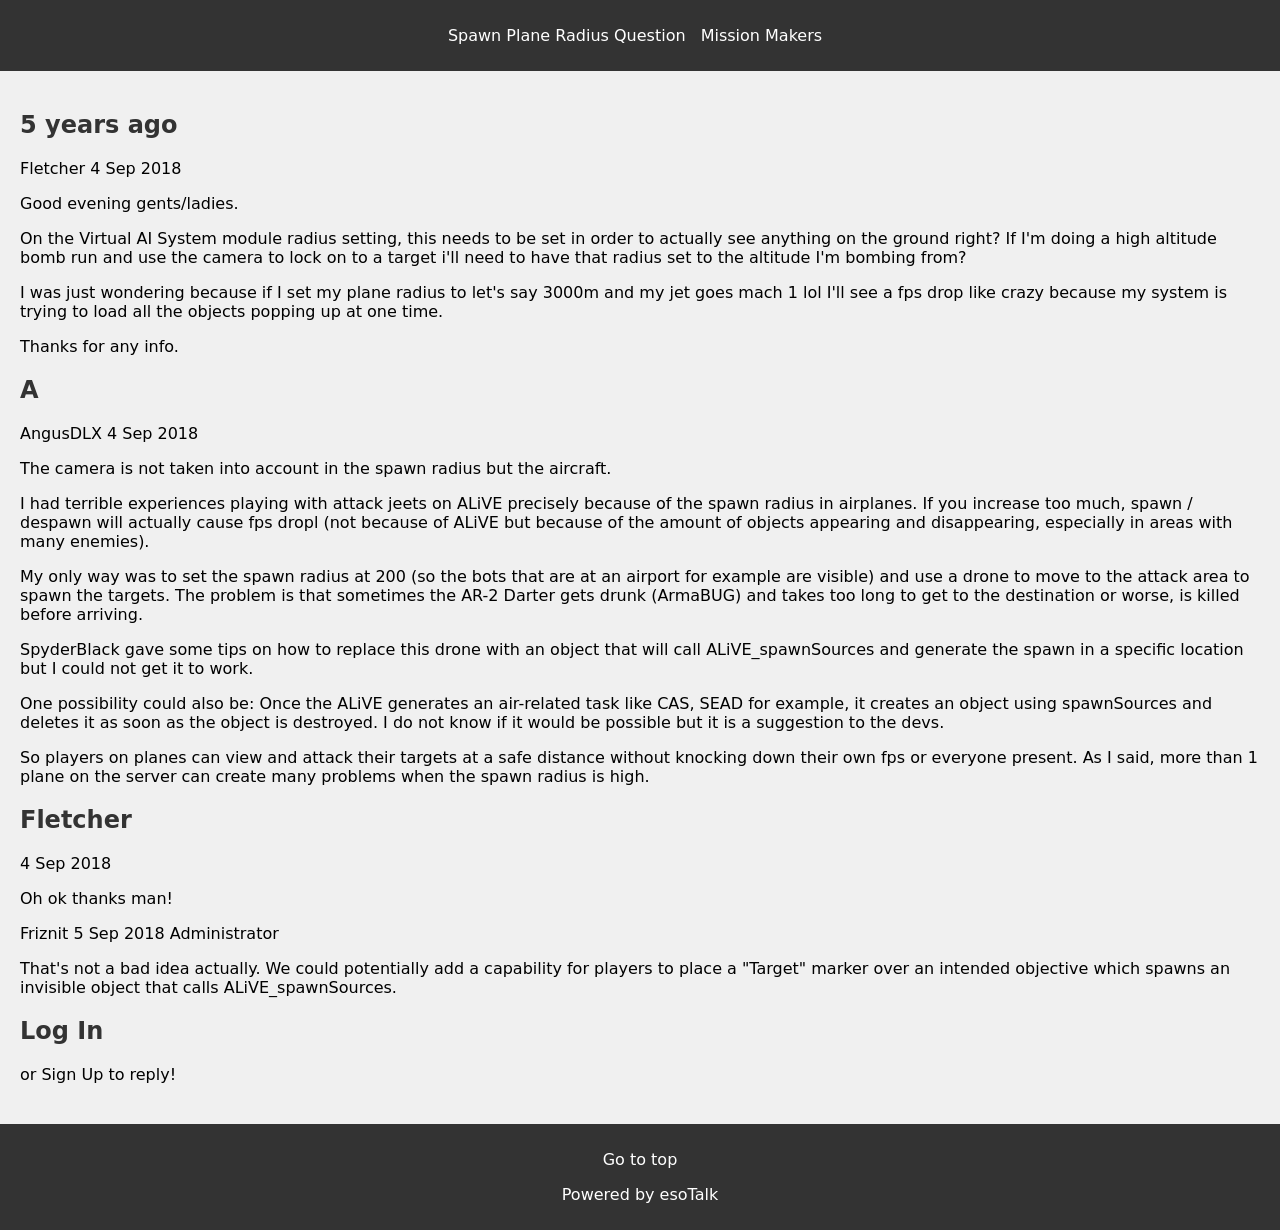 Spawn Plane Radius Question Mission Makers
5 years ago
Fletcher 4 Sep 2018
Good evening gents/ladies.
On the Virtual AI System module radius setting, this needs to be set in order to actually see anything on the ground right? If I'm doing a high altitude
bomb run and use the camera to lock on to a target i'll need to have that radius set to the altitude I'm bombing from?
I was just wondering because if I set my plane radius to let's say 3000m and my jet goes mach 1 lol I'll see a fps drop like crazy because my system is
trying to load all the objects popping up at one time.
Thanks for any info.
A
AngusDLX 4 Sep 2018
The camera is not taken into account in the spawn radius but the aircraft.
I had terrible experiences playing with attack jeets on ALiVE precisely because of the spawn radius in airplanes. If you increase too much, spawn /
despawn will actually cause fps dropI (not because of ALiVE but because of the amount of objects appearing and disappearing, especially in areas with
many enemies).
My only way was to set the spawn radius at 200 (so the bots that are at an airport for example are visible) and use a drone to move to the attack area to
spawn the targets. The problem is that sometimes the AR-2 Darter gets drunk (ArmaBUG) and takes too long to get to the destination or worse, is killed
before arriving.
SpyderBlack gave some tips on how to replace this drone with an object that will call ALiVE_spawnSources and generate the spawn in a specific location
but I could not get it to work.
One possibility could also be: Once the ALiVE generates an air-related task like CAS, SEAD for example, it creates an object using spawnSources and
deletes it as soon as the object is destroyed. I do not know if it would be possible but it is a suggestion to the devs.
So players on planes can view and attack their targets at a safe distance without knocking down their own fps or everyone present. As I said, more than 1
plane on the server can create many problems when the spawn radius is high.
Fletcher
4 Sep 2018
Oh ok thanks man!
Friznit 5 Sep 2018 Administrator
That's not a bad idea actually. We could potentially add a capability for players to place a "Target" marker over an intended objective which spawns an
invisible object that calls ALiVE_spawnSources.
Log In
or Sign Up to reply!
Go to top
Powered by esoTalk